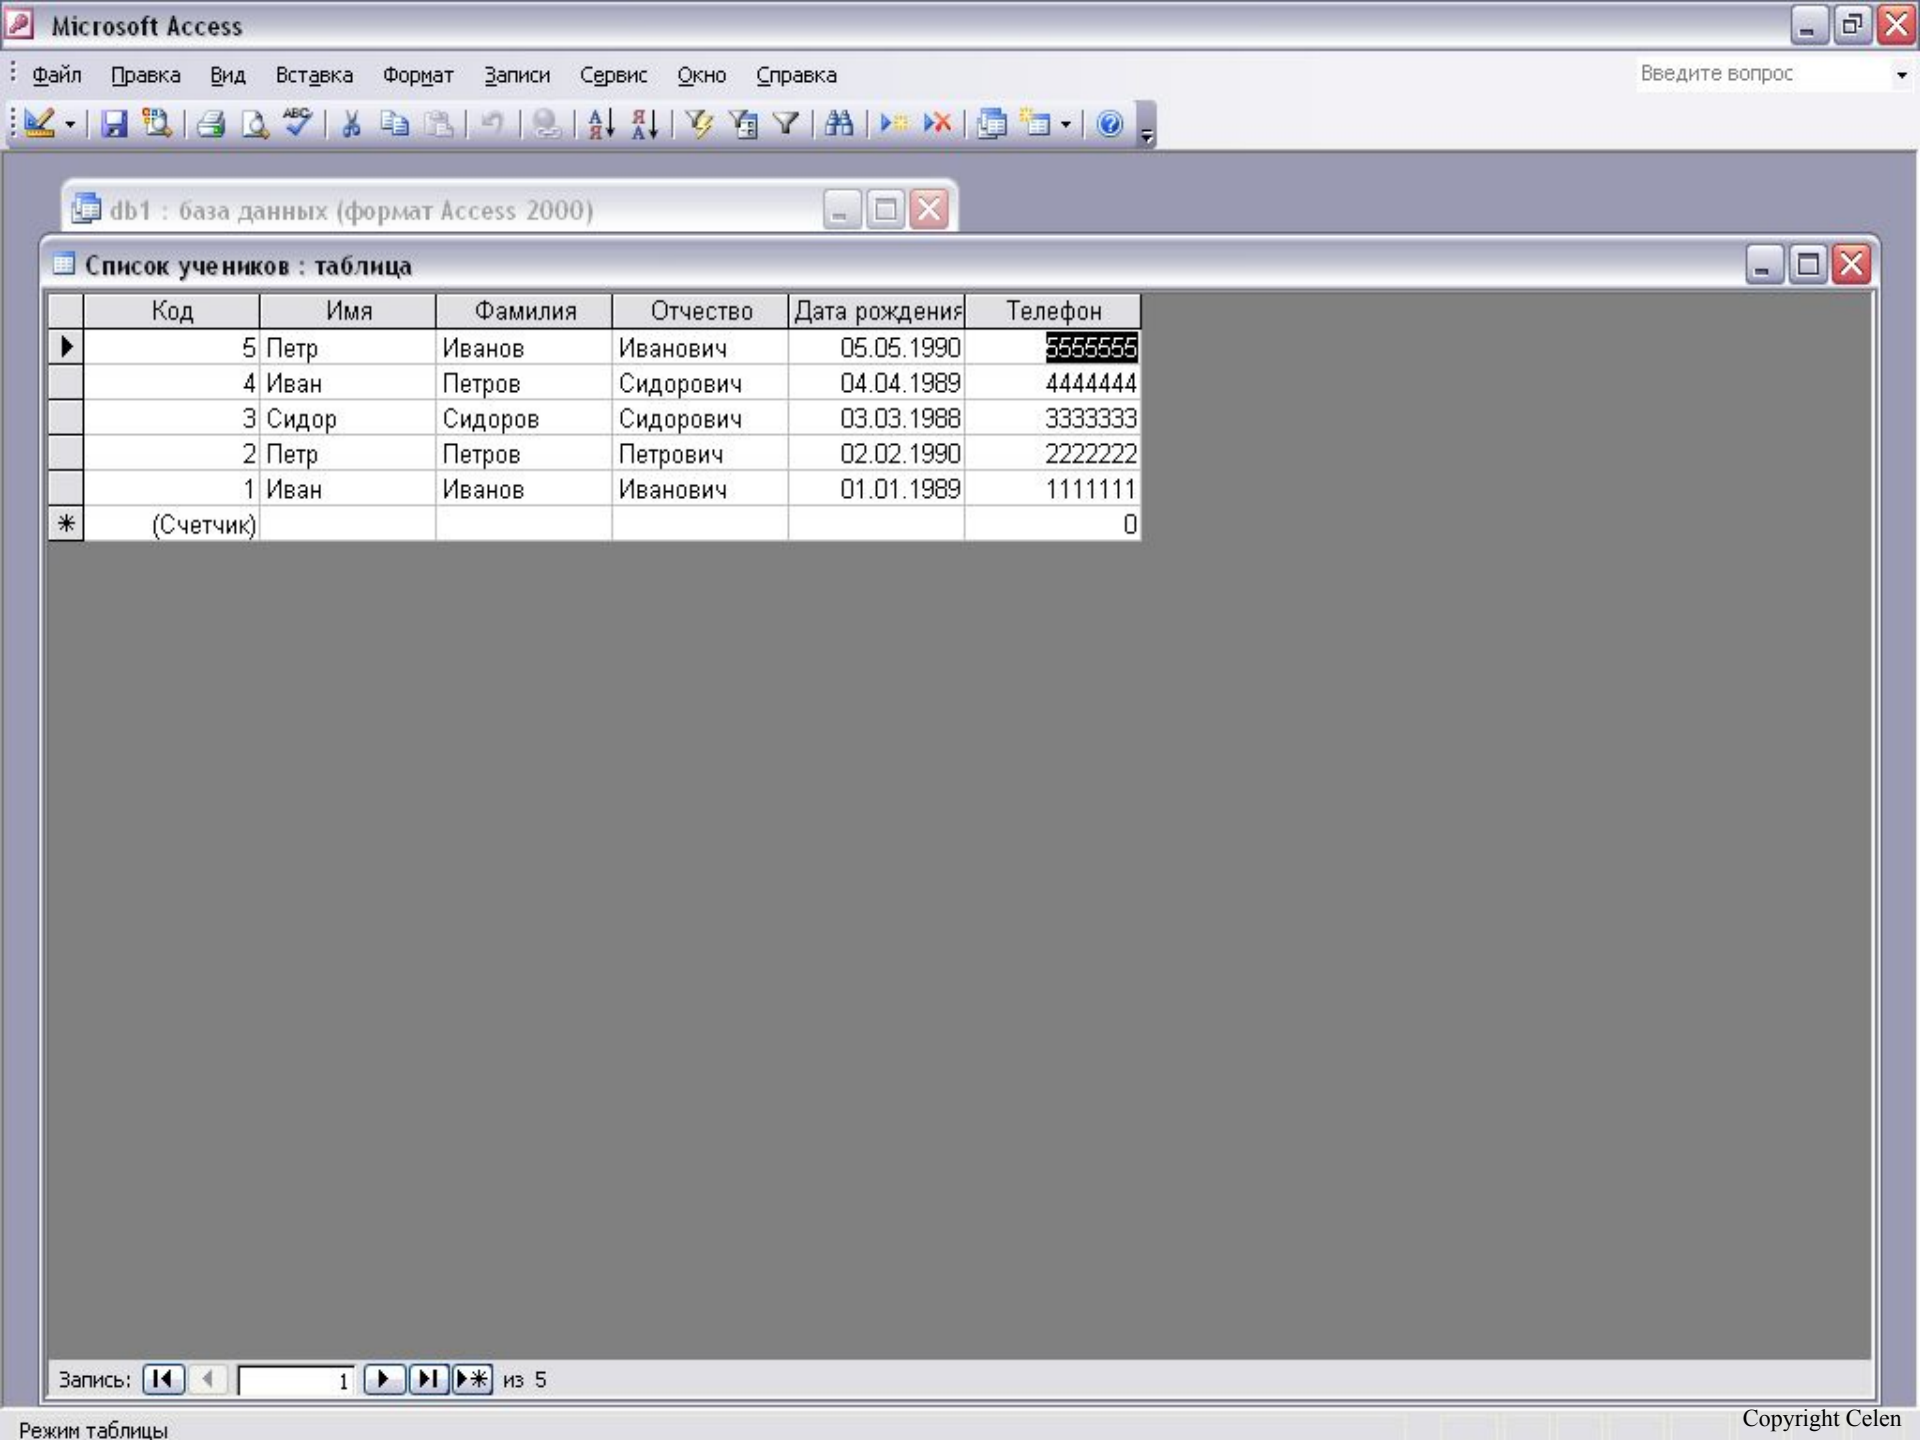 Microsoft Access
Файл Правка Вид Вставка Формат Записи Сервис Окно Справка Введите вопрос
db1 : база данных (формат Access 2000)
Список учеников : таблица
Код Имя Фамилия Отчество Дата рождения Телефон
5 Петр Иванов Иванович 05.05.1990 5555555
4 Иван Петров Сидорович 04.04.1989 4444444
3 Сидор Сидоров Сидорович 03.03.1988 3333333
2 Петр Петров Петрович 02.02.1990 2222222
1 Иван Иванов Иванович 01.01.1989 1111111
(Счетчик) 0
Запись: 1 из 5
Режим таблицы
Copyright Celen